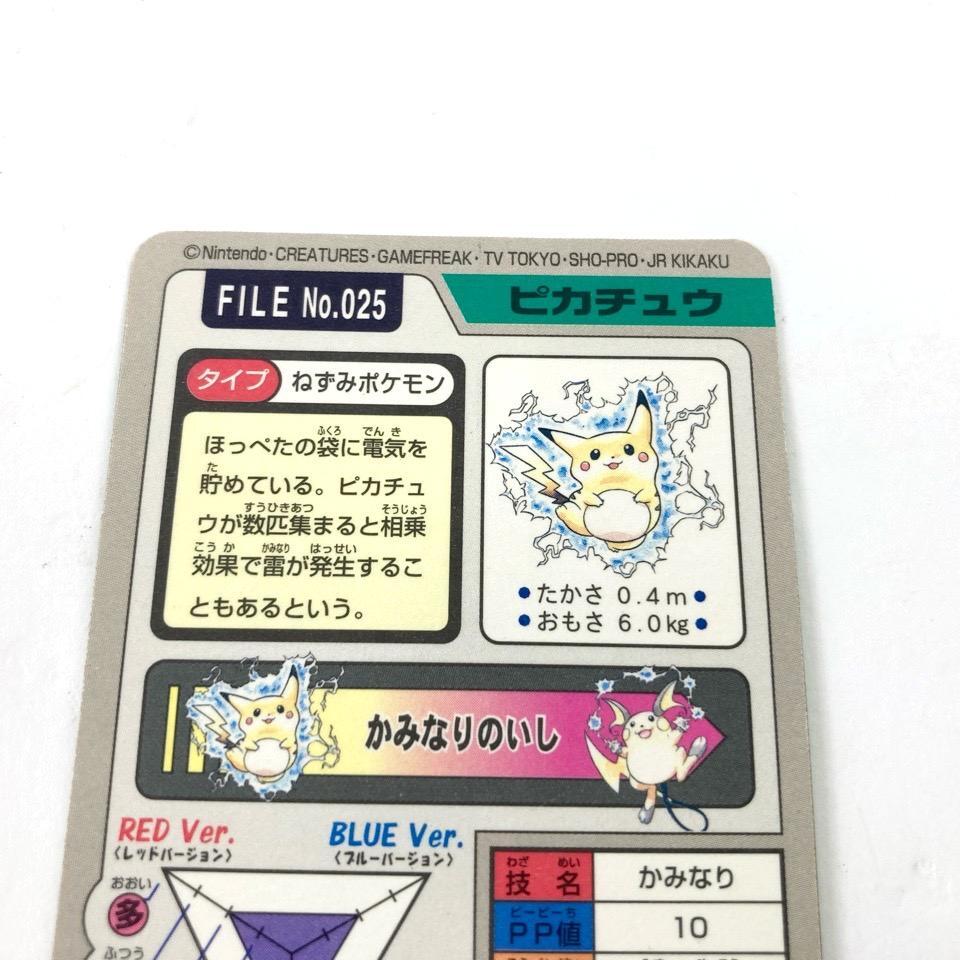 ©Nintendo・CREATURES・GAMEFREAK・TV TOKYO・SHO-PRO・JR KIKAKU
FILE No.025
ピカチュウ
タイプ ねずみポケモン
ふくろ でんき
ほっぺたの袋に電気を
た
貯めている。ピカチュ
すうひきあつ そうじょう
ウが数匹集まると相乗
こうか かみなり はっせい
効果で雷が発生するこ
ともあるという。
●たかさ 0.4m●
●おもさ 6.0kg●
かみなりのいし
RED Ver.
〈レッドバージョン〉
BLUE Ver.
〈ブルーバージョン〉
おおい
多
ふつう
わざ めい
技 名 かみなり
ピーピーち
PP値 10